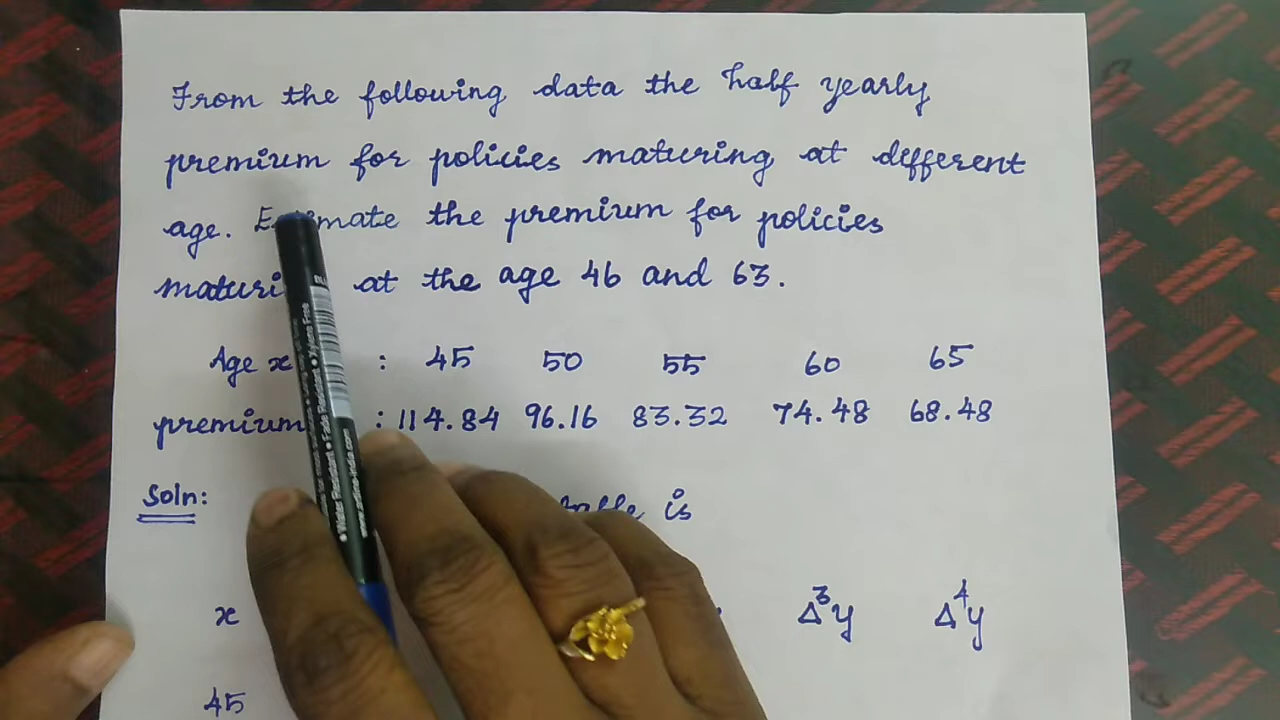 From the following data the half yearly
premium for policies maturing at different
age. the premium for policies
at the age 46 and 63.
Age x : 45 50 55 60 65
premium : 114.84 96.16 83.32 74.48 68.48
Soln: is
x Δ³y Δ⁴y
45